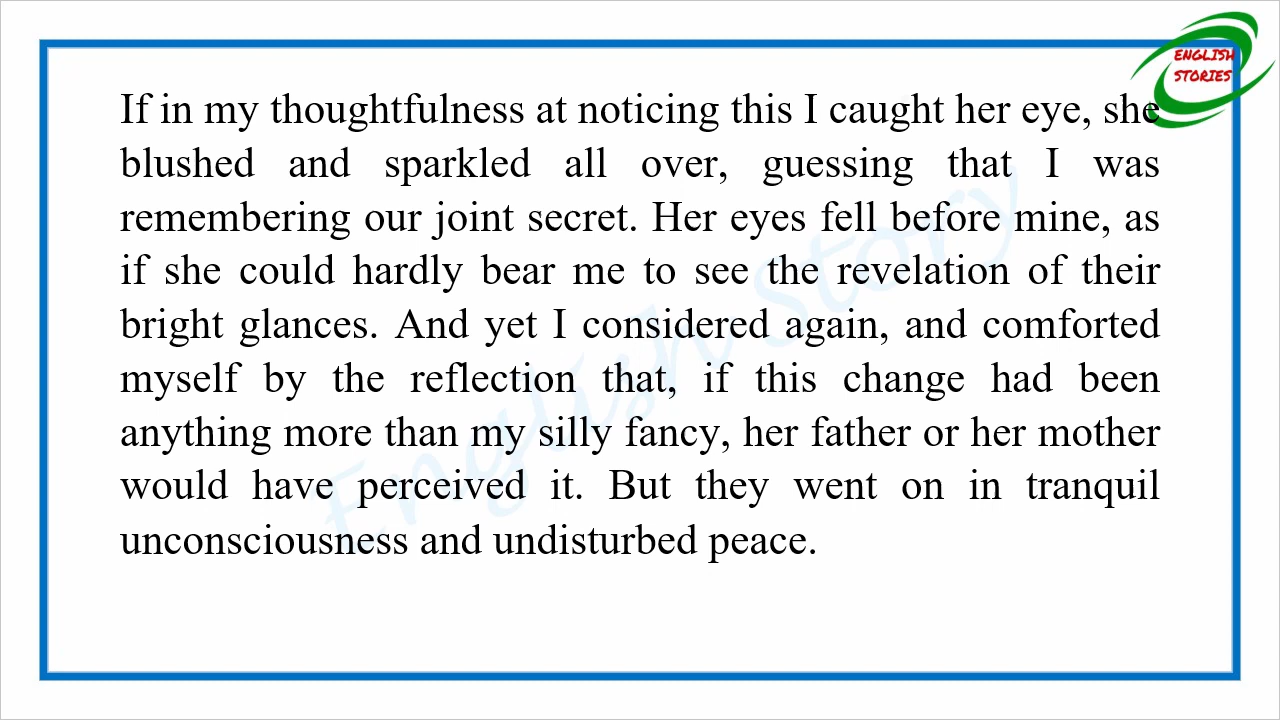 ENGLISH
STORIES
If in my thoughtfulness at noticing this I caught her eye, she
blushed and sparkled all over, guessing that I was
remembering our joint secret. Her eyes fell before mine, as
if she could hardly bear me to see the revelation of their
bright glances. And yet I considered again, and comforted
myself by the reflection that, if this change had been
anything more than my silly fancy, her father or her mother
would have perceived it. But they went on in tranquil
unconsciousness and undisturbed peace.
English Story